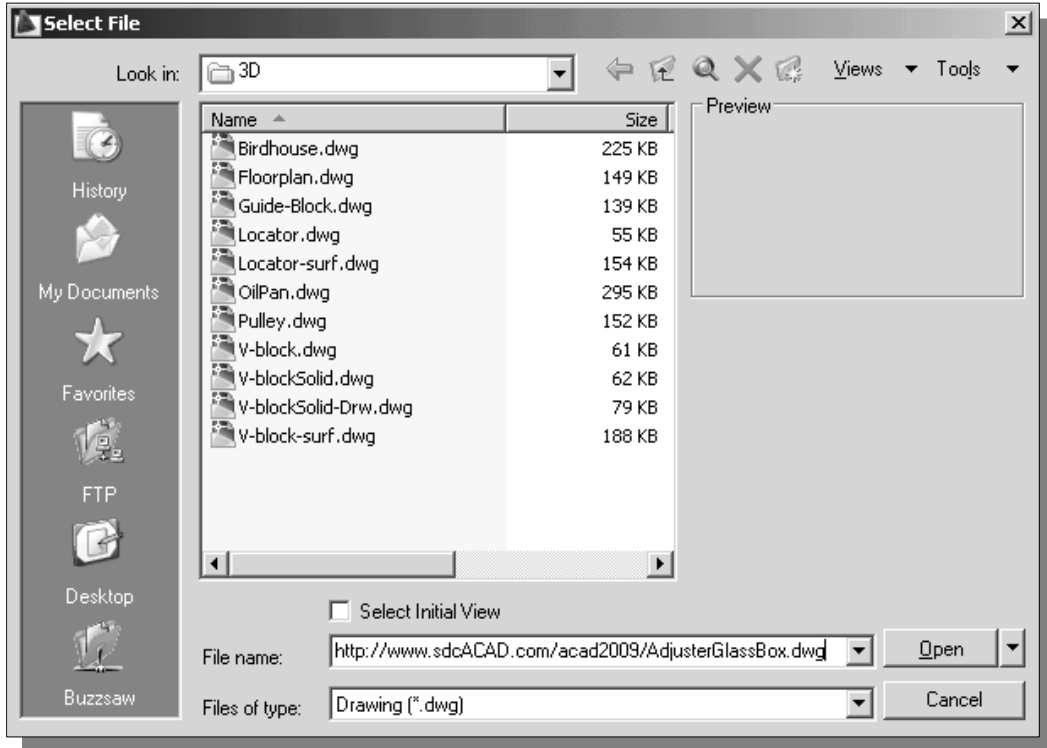 Select File
Look in: 3D Views Tools
Name Size Preview
Birdhouse.dwg 225 KB
Floorplan.dwg 149 KB
Guide-Block.dwg 139 KB
Locator.dwg 55 KB
Locator-surf.dwg 154 KB
OilPan.dwg 295 KB
Pulley.dwg 152 KB
V-block.dwg 61 KB
V-blockSolid.dwg 62 KB
V-blockSolid-Drw.dwg 79 KB
V-block-surf.dwg 188 KB
History
My Documents
Favorites
FTP
Desktop
Buzzsaw
Select Initial View
File name: http://www.sdcACAD.com/acad2009/AdjusterGlassBox.dwg Open
Files of type: Drawing (*.dwg) Cancel